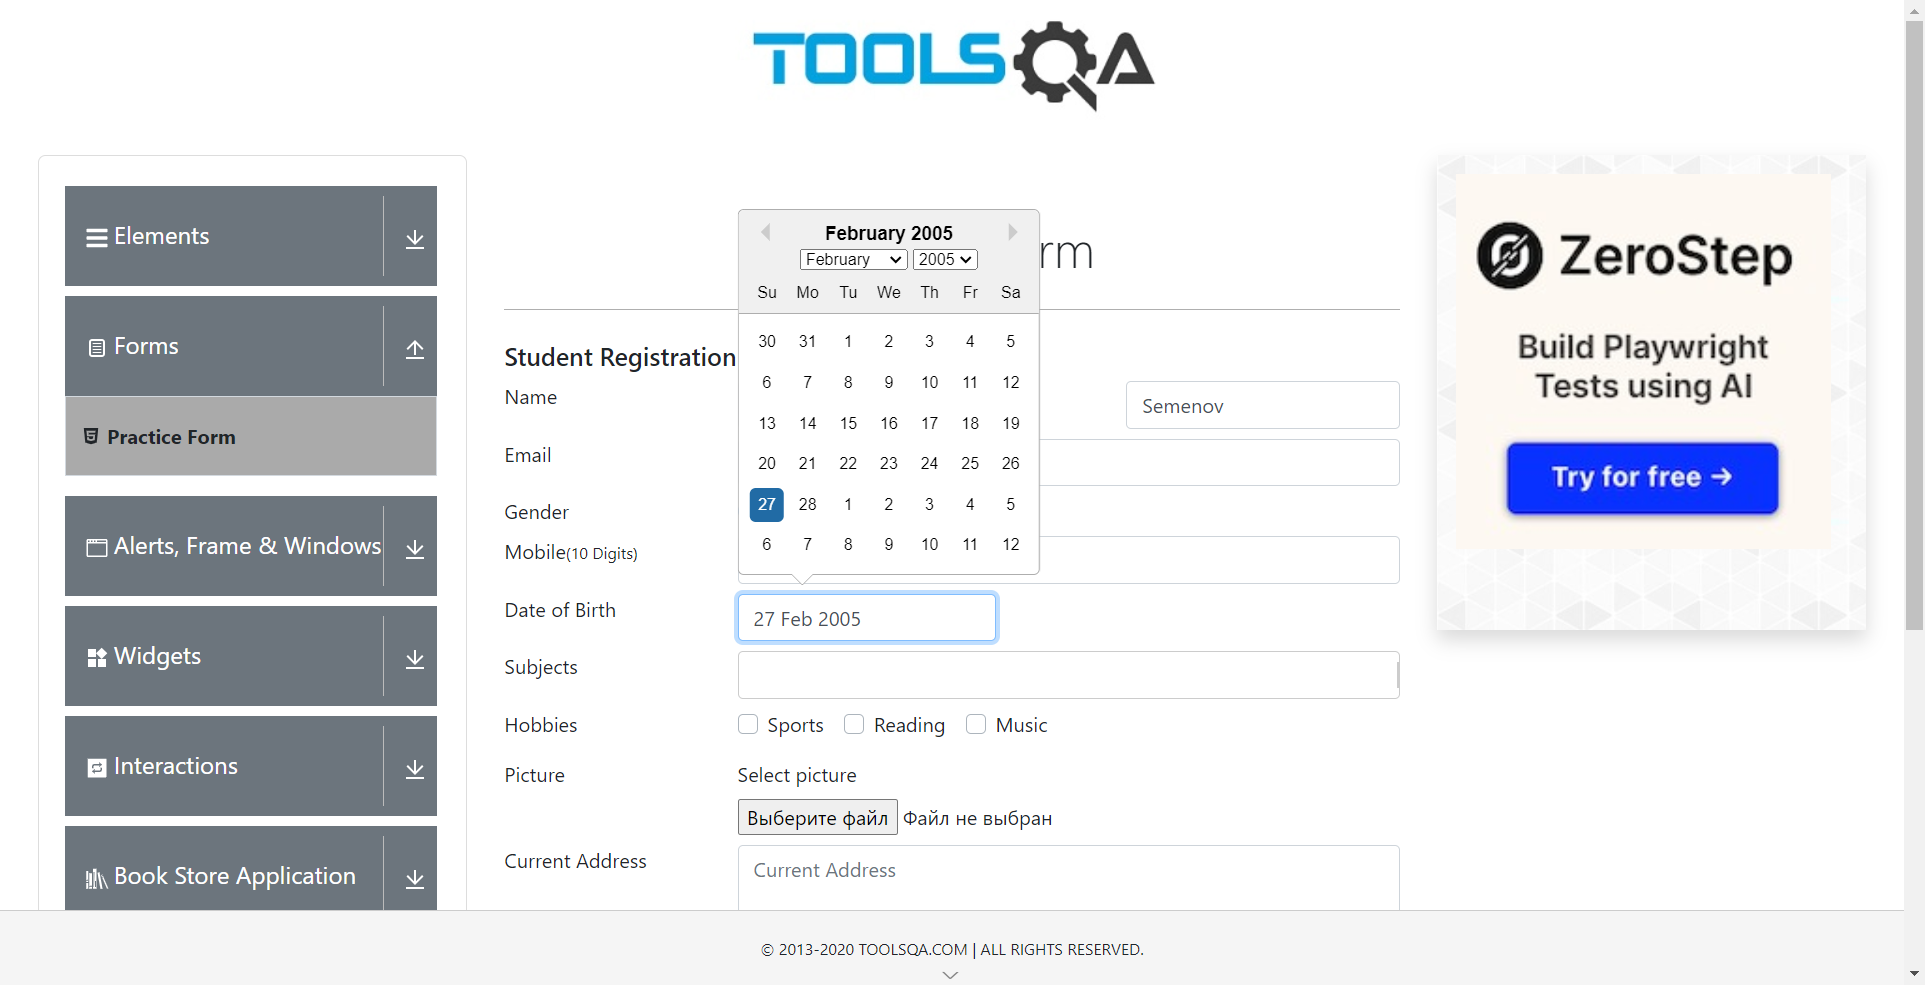 TOOLSQA
Elements
Forms
Practice Form
Alerts, Frame & Windows
Widgets
Interactions
Book Store Application
rm
Student Registration
Name
Semenov
Email
Gender
Mobile(10 Digits)
Date of Birth
27 Feb 2005
Subjects
Hobbies
Sports Reading Music
Picture
Select picture
Выберите файл Файл не выбран
Current Address
Current Address
February 2005
February 2005
Su Mo Tu We Th Fr Sa
30 31 1 2 3 4 5
6 7 8 9 10 11 12
13 14 15 16 17 18 19
20 21 22 23 24 25 26
27 28 1 2 3 4 5
6 7 8 9 10 11 12
ZeroStep
Build Playwright
Tests using AI
Try for free →
© 2013-2020 TOOLSQA.COM | ALL RIGHTS RESERVED.